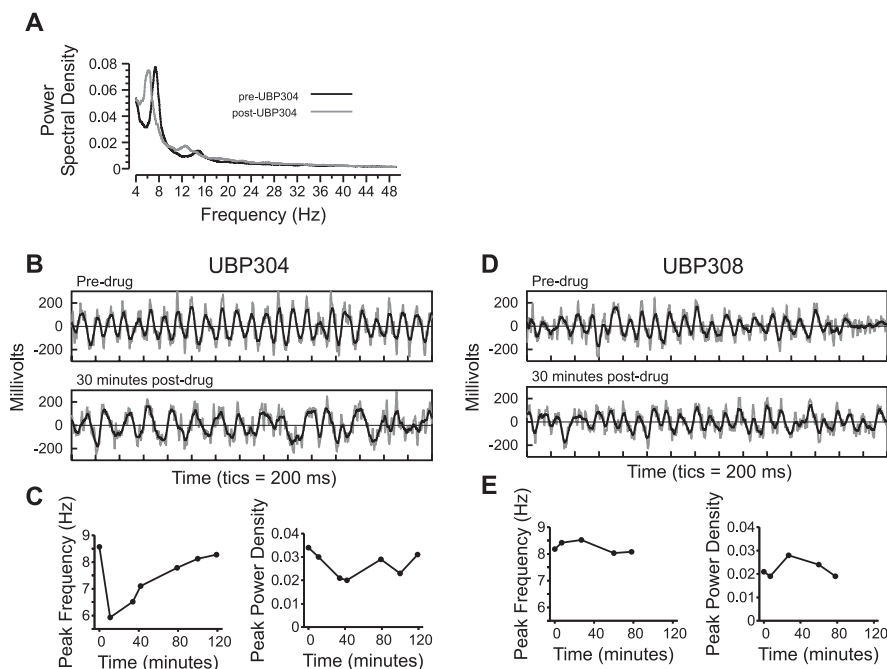 A
Power
Spectral Density
0.08
0.06
0.04
0.02
0
pre-UBP304
post-UBP304
4 8 12 16 20 24 28 32 36 40 44 48
Frequency (Hz)
B
UBP304
Pre-drug
200
0
-200
30 minutes post-drug
200
0
-200
Millivolts
Time (tics = 200 ms)
D
UBP308
Pre-drug
200
0
-200
30 minutes post-drug
200
0
-200
Millivolts
Time (tics = 200 ms)
C
Peak Frequency (Hz)
9
8
7
6
0 40 80 120
Time (minutes)
Peak Power Density
0.04
0.03
0.02
0.01
0
0 40 80 120
Time (minutes)
E
Peak Frequency (Hz)
9
8
7
6
0 40 80 120
Time (minutes)
Peak Power Density
0.04
0.03
0.02
0.01
0
0 40 80 120
Time (minutes)